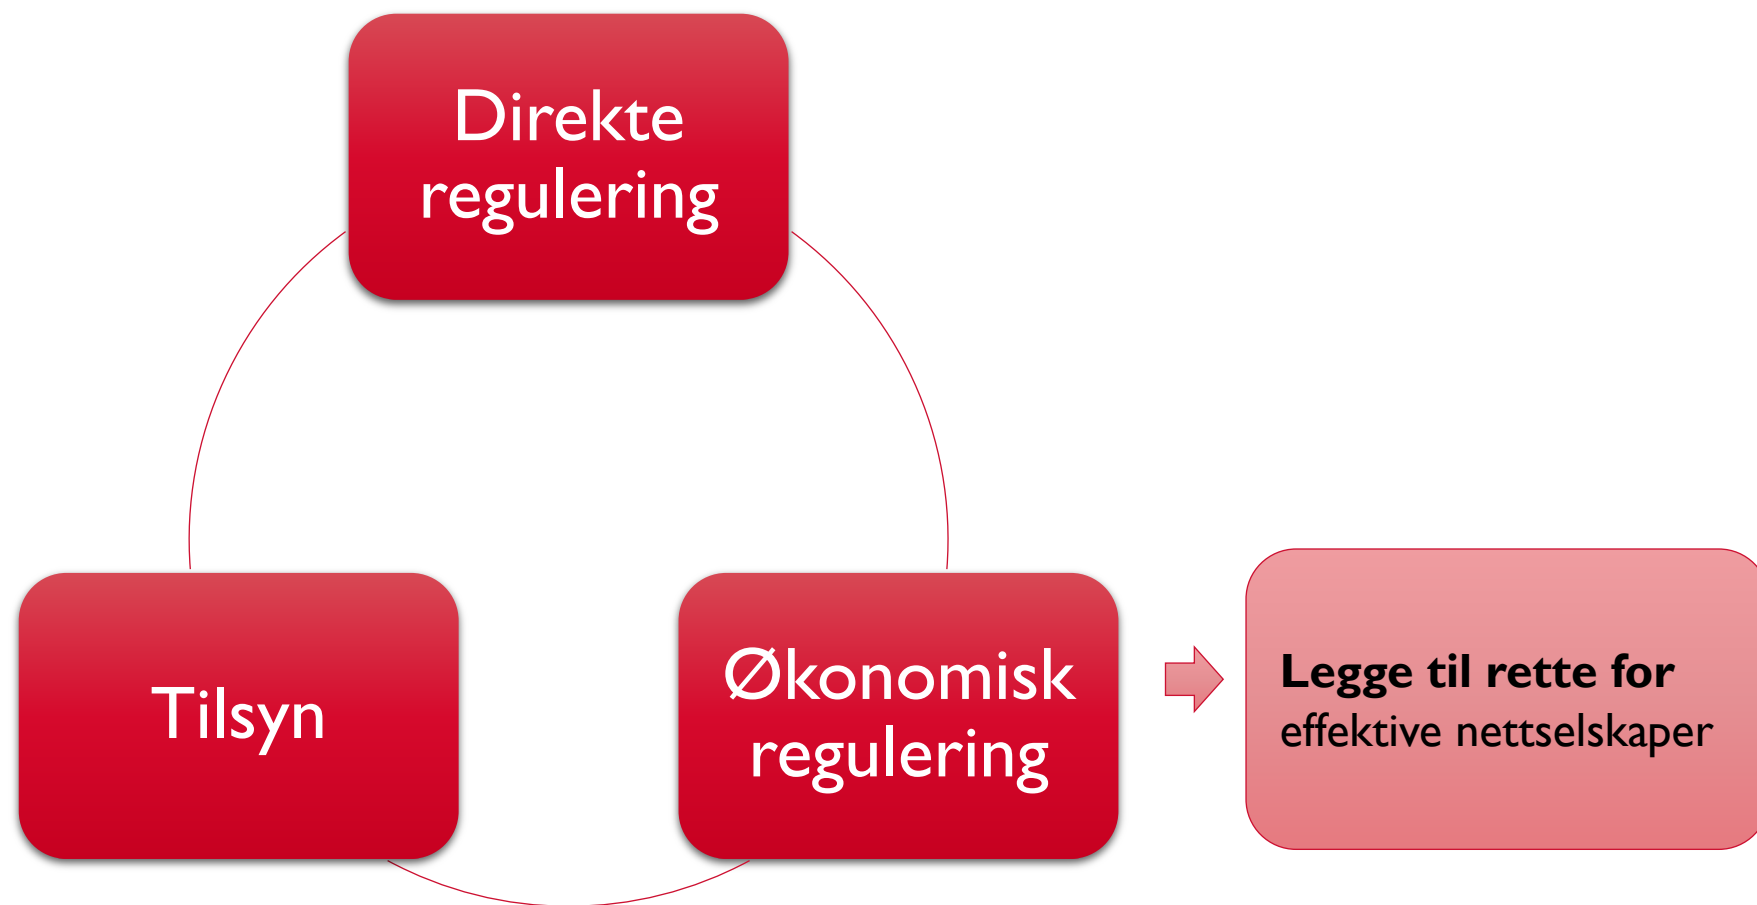 Direkte
regulering
Tilsyn
Økonomisk
regulering
Legge til rette for
effektive nettselskaper